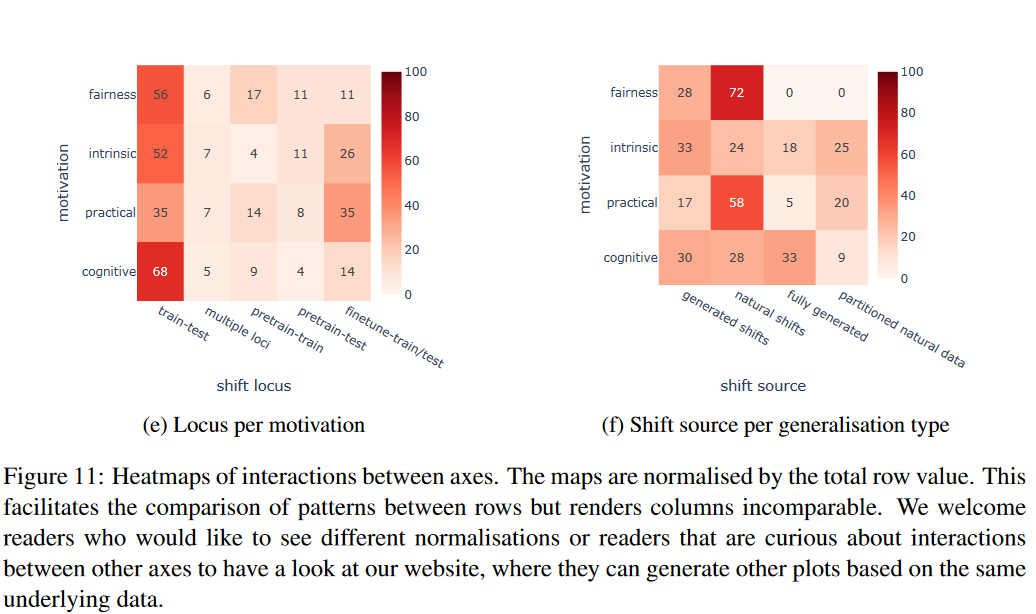 fairness 56 6 17 11 11
intrinsic 52 7 4 11 26
practical 35 7 14 8 35
cognitive 68 5 9 4 14
motivation
train-test multiple loci pretrain-train pretrain-test finetune-train/test
shift locus
100
80
60
40
20
0
(e) Locus per motivation
fairness 28 72 0 0
intrinsic 33 24 18 25
practical 17 58 5 20
cognitive 30 28 33 9
motivation
generated shifts natural shifts fully generated partitioned natural data
shift source
100
80
60
40
20
0
(f) Shift source per generalisation type
Figure 11: Heatmaps of interactions between axes. The maps are normalised by the total row value. This
facilitates the comparison of patterns between rows but renders columns incomparable. We welcome
readers who would like to see different normalisations or readers that are curious about interactions
between other axes to have a look at our website, where they can generate other plots based on the same
underlying data.